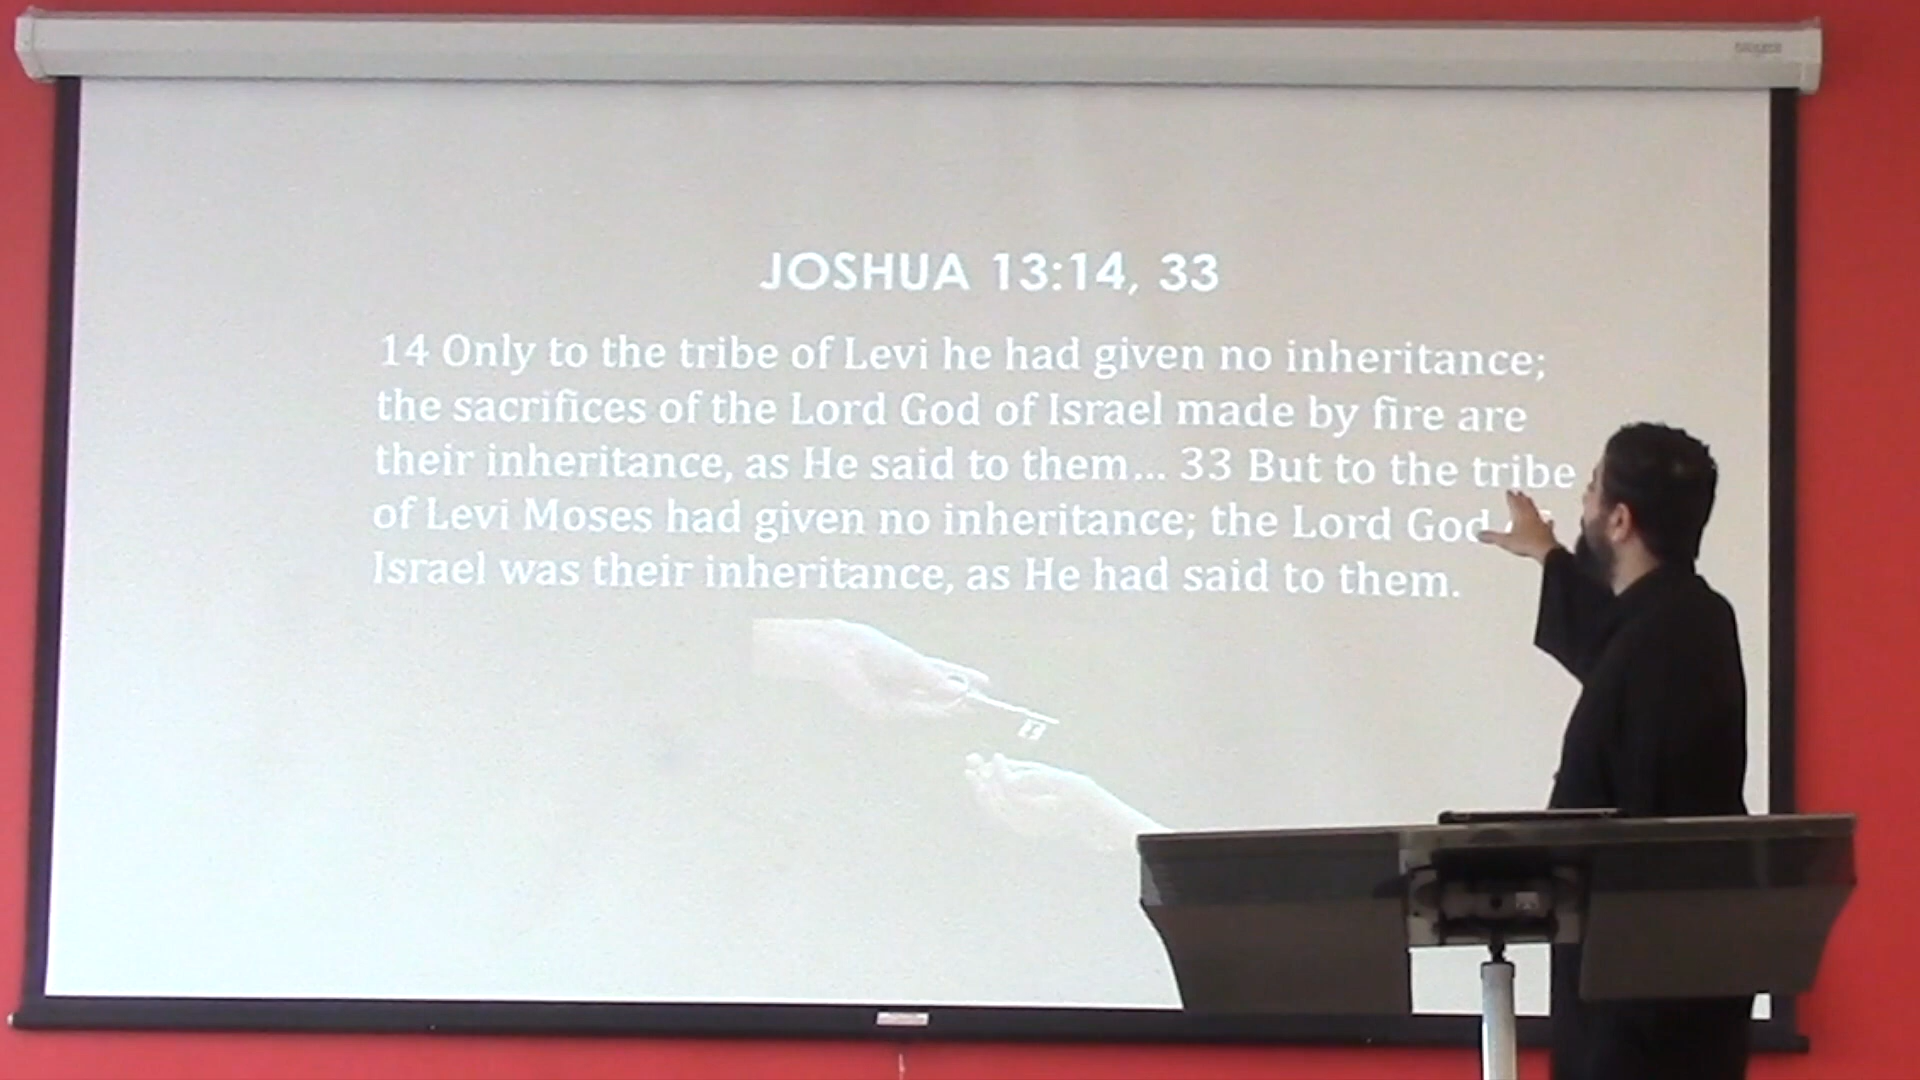 JOSHUA 13:14, 33
14 Only to the tribe of Levi he had given no inheritance;
the sacrifices of the Lord God of Israel made by fire are
their inheritance, as He said to them... 33 But to the tribe
of Levi Moses had given no inheritance; the Lord God
Israel was their inheritance, as He had said to them.